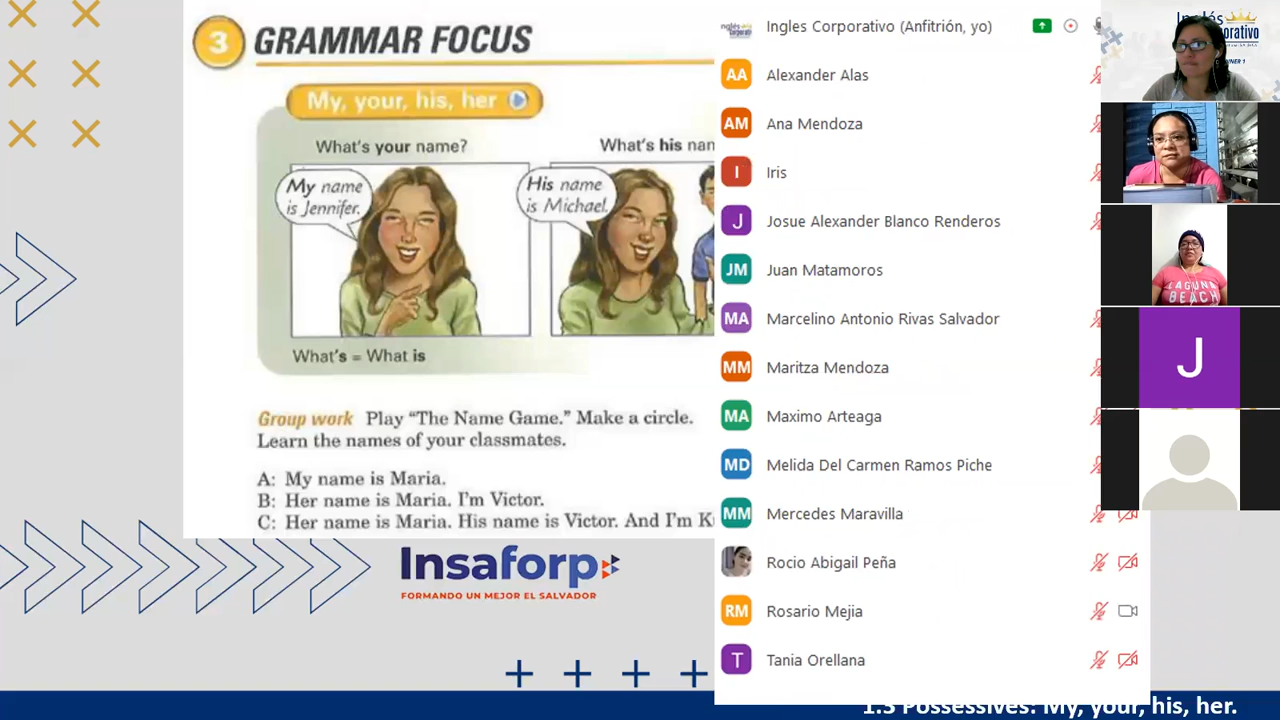 3 GRAMMAR FOCUS
My, your, his, her
What's your name?
My name
is Jennifer.
What's his nam
His name
is Michael.
What's = What is
Group work Play “The Name Game.” Make a circle.
Learn the names of your classmates.
A: My name is Maria.
B: Her name is Maria. I'm Victor.
C: Her name is Maria. His name is Victor. And I'm K
Insaforp
FORMANDO UN MEJOR EL SALVADOR
Ingles Corporativo (Anfitrión, yo)
AA Alexander Alas
AM Ana Mendoza
I Iris
J Josue Alexander Blanco Renderos
JM Juan Matamoros
MA Marcelino Antonio Rivas Salvador
MM Maritza Mendoza
MA Maximo Arteaga
MD Melida Del Carmen Ramos Piche
MM Mercedes Maravilla
Rocio Abigail Peña
RM Rosario Mejia
T Tania Orellana
Inglés
LAGUNA
BEACH
J
1.3 Possessives: My, your, his, her.